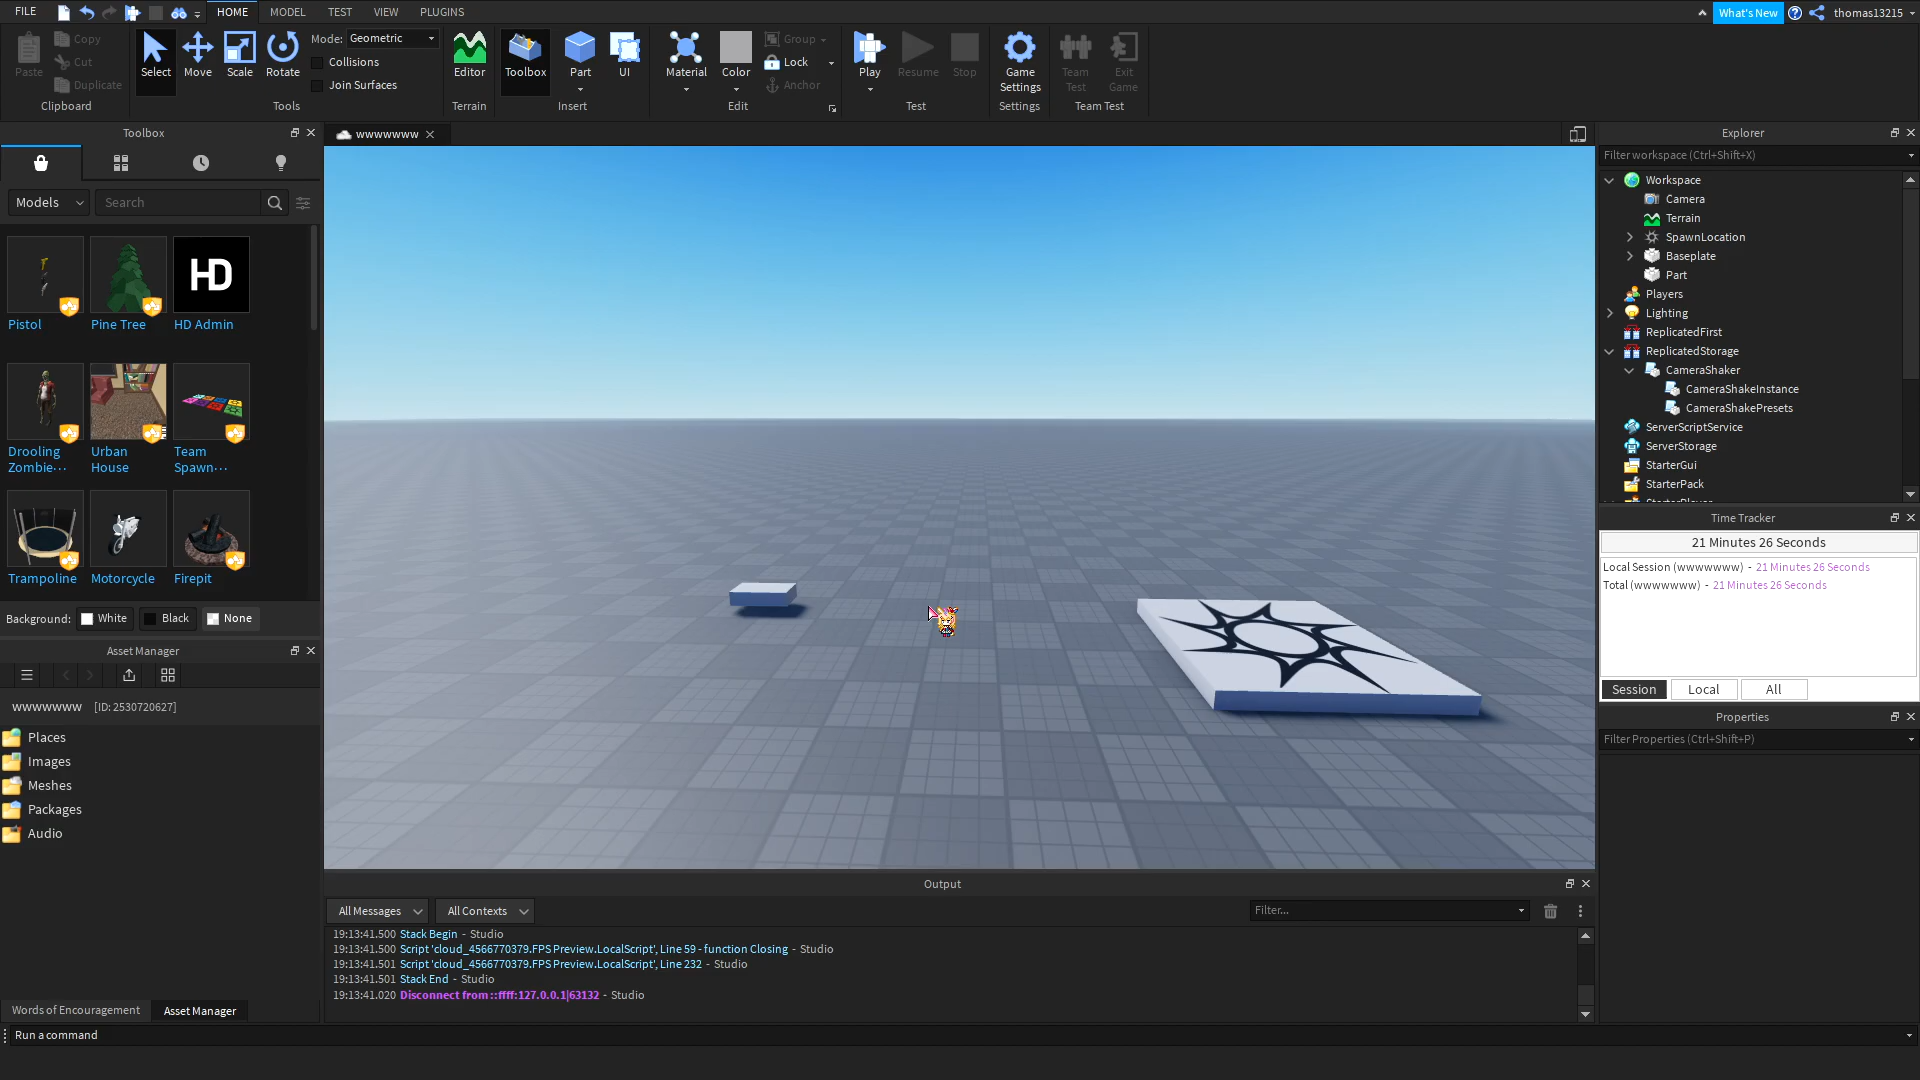 FILE
HOME
MODEL
TEST
VIEW
PLUGINS
What's New
thomas13215
Paste
Copy
Cut
Duplicate
Clipboard
Select
Move
Scale
Rotate
Mode: Geometric
Collisions
Join Surfaces
Tools
Editor
Terrain
Toolbox
Part
UI
Insert
Material
Color
Group
Lock
Anchor
Edit
Play
Resume
Stop
Test
Game
Settings
Settings
Team
Test
Exit
Game
Team Test
Toolbox
Models
Search
Pistol
Pine Tree
HD
HD Admin
Drooling
Zombie...
Urban
House
Team
Spawn...
Trampoline
Motorcycle
Firepit
Background: White Black None
Asset Manager
wwwwwww [ID: 2530720627]
Places
Images
Meshes
Packages
Audio
Words of Encouragement
Asset Manager
Run a command
wwwwwww
Output
All Messages
All Contexts
Filter...
19:13:41.500 Stack Begin - Studio
19:13:41.500 Script 'cloud_4566770379.FPS Preview.LocalScript', Line 59 - function Closing - Studio
19:13:41.501 Script 'cloud_4566770379.FPS Preview.LocalScript', Line 232 - Studio
19:13:41.501 Stack End - Studio
19:13:41.020 Disconnect from ::ffff:127.0.0.1|63132 - Studio
Explorer
Filter workspace (Ctrl+Shift+X)
Workspace
Camera
Terrain
SpawnLocation
Baseplate
Part
Players
Lighting
ReplicatedFirst
ReplicatedStorage
CameraShaker
CameraShakeInstance
CameraShakePresets
ServerScriptService
ServerStorage
StarterGui
StarterPack
StarterPlayer
Time Tracker
21 Minutes 26 Seconds
Local Session (wwwwwww) - 21 Minutes 26 Seconds
Total (wwwwwww) - 21 Minutes 26 Seconds
Session
Local
All
Properties
Filter Properties (Ctrl+Shift+P)